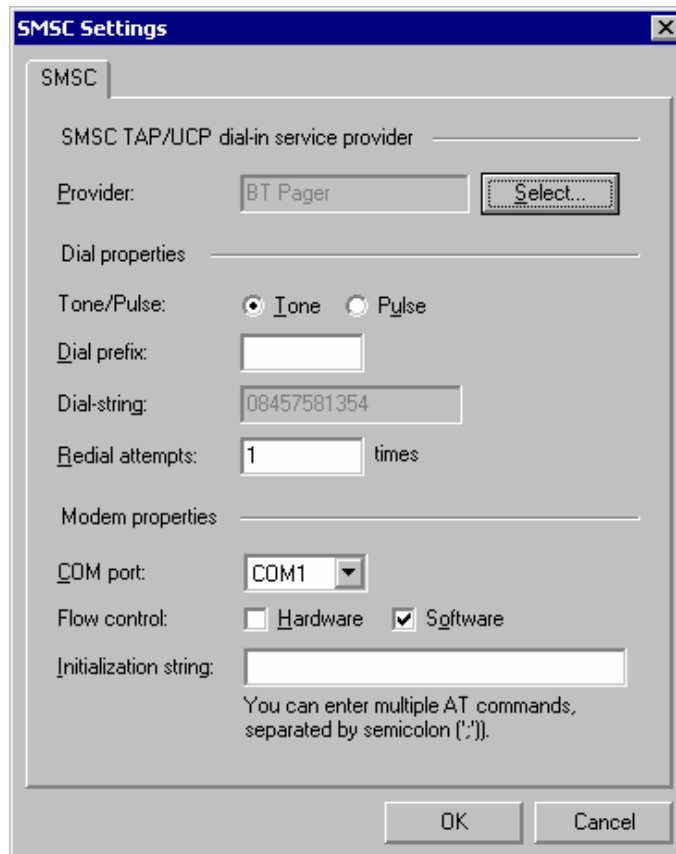 SMSC Settings
SMSC
SMSC TAP/UCP dial-in service provider
Provider: BT Pager Select...
Dial properties
Tone/Pulse: Tone Pulse
Dial prefix:
Dial-string: 08457581354
Redial attempts: 1 times
Modem properties
COM port: COM1
Flow control: Hardware Software
Initialization string:
You can enter multiple AT commands,
separated by semicolon (';')).
OK Cancel